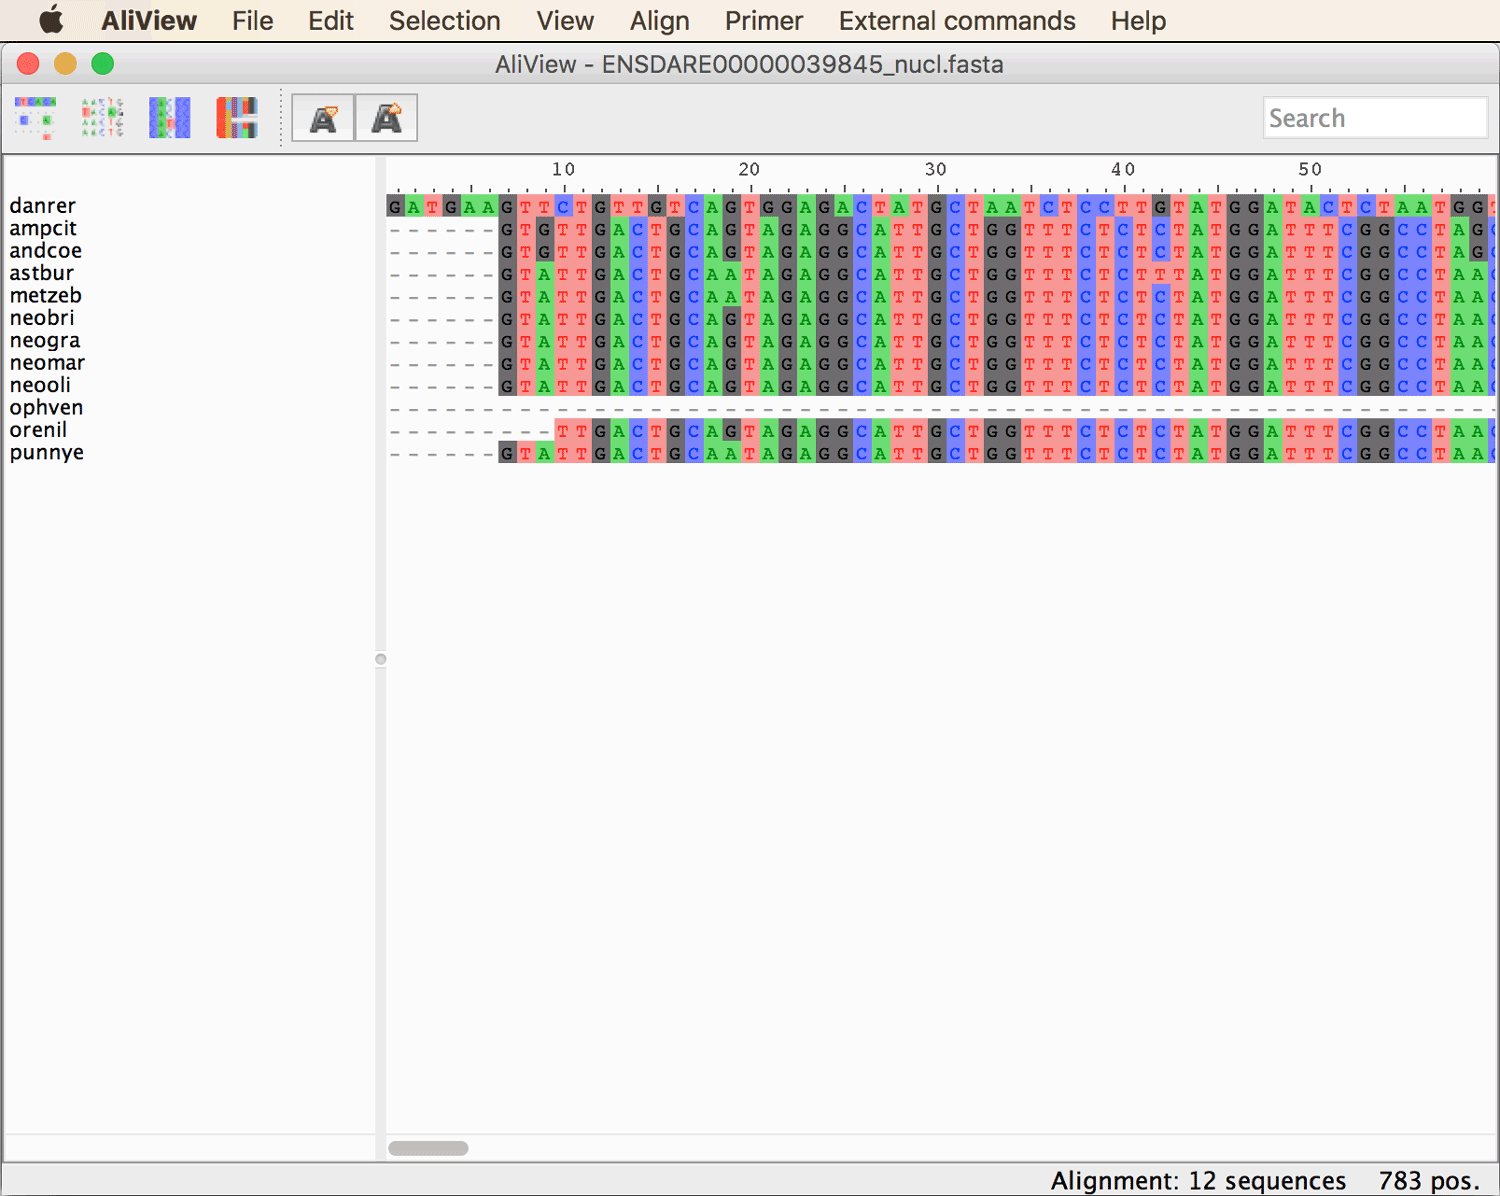 AliView File Edit Selection View Align Primer External commands Help
AliView - ENSDARE00000039845_nucl.fasta
Search
10 20 30 40 50
danrer GATGAAGTTCTGTTGTCAGTGGAGACTATGCTAATCTCCTTGTATGGATACTCTAATGG
ampcit ------GTGTTGACTGCAGTAGAGGCATTGCTGGTTTCTCTCTATGGATTTCGGCCTAG
andcoe ------GTGTTGACTGCAGTAGAGGCATTGCTGGTTTCTCTCTATGGATTTCGGCCTAG
astbur ------GTATTGACTGCAATAGAGGCATTGCTGGTTTCTCTTTATGGATTTCGGCCTAA
metzeb ------GTATTGACTGCAATAGAGGCATTGCTGGTTTCTCTCTATGGATTTCGGCCTAA
neobri ------GTATTGACTGCAGTAGAGGCATTGCTGGTTTCTCTCTATGGATTTCGGCCTAA
neogra ------GTATTGACTGCAGTAGAGGCATTGCTGGTTTCTCTCTATGGATTTCGGCCTAA
neomar ------GTATTGACTGCAGTAGAGGCATTGCTGGTTTCTCTCTATGGATTTCGGCCTAA
neooli ------GTATTGACTGCAGTAGAGGCATTGCTGGTTTCTCTCTATGGATTTCGGCCTAA
ophven -----------------------------------------------------------
orenil ---------TTGACTGCAGTAGAGGCATTGCTGGTTTCTCTCTATGGATTTCGGCCTAA
punnye ------GTATTGACTGCAATAGAGGCATTGCTGGTTTCTCTCTATGGATTTCGGCCTAA
Alignment: 12 sequences 783 pos.